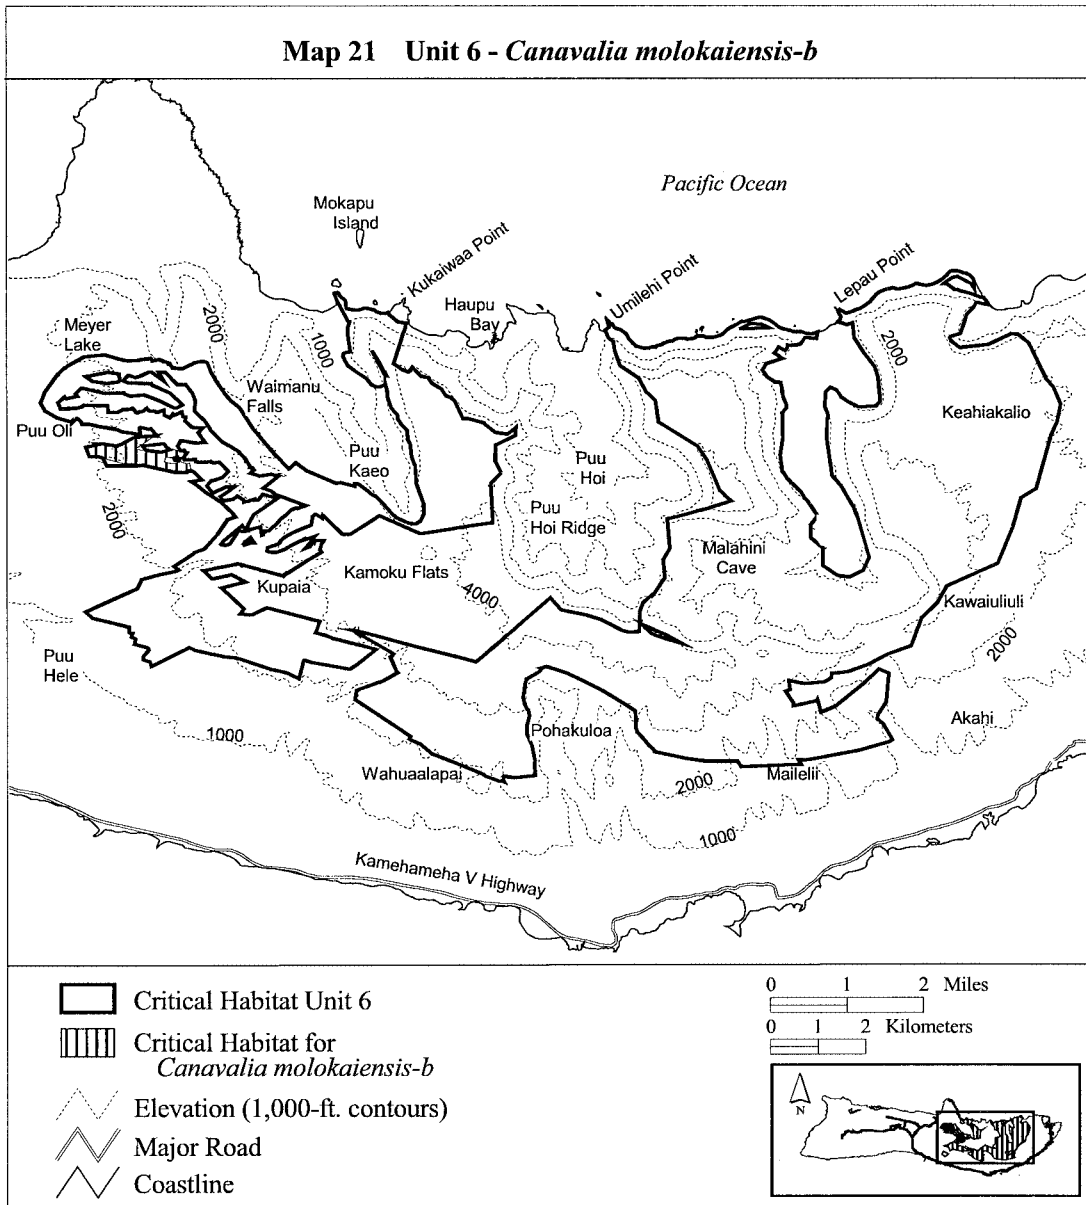 Map 21 Unit 6 - Canavalia molokaiensis-b
Pacific Ocean
Mokapu
Island
Kukaiwaa Point
Haupu
Bay
Umilehi Point
Lepau Point
Meyer
Lake
2000
1000
2000
Waimanu
Falls
Keahiakalio
Puu Oli
Puu
Kaeo
Puu
Hoi
Puu
Hoi Ridge
2000
Malahini
Cave
Kupaia
Kamoku Flats
4000
Kawaiuliuli
2000
Puu
Hele
1000
Pohakuloa
Akahi
Wahuaalapai
2000
Mailelii
1000
Kamehameha V Highway
Critical Habitat Unit 6
Critical Habitat for
Canavalia molokaiensis-b
Elevation (1,000-ft. contours)
Major Road
Coastline
0 1 2 Miles
0 1 2 Kilometers
N